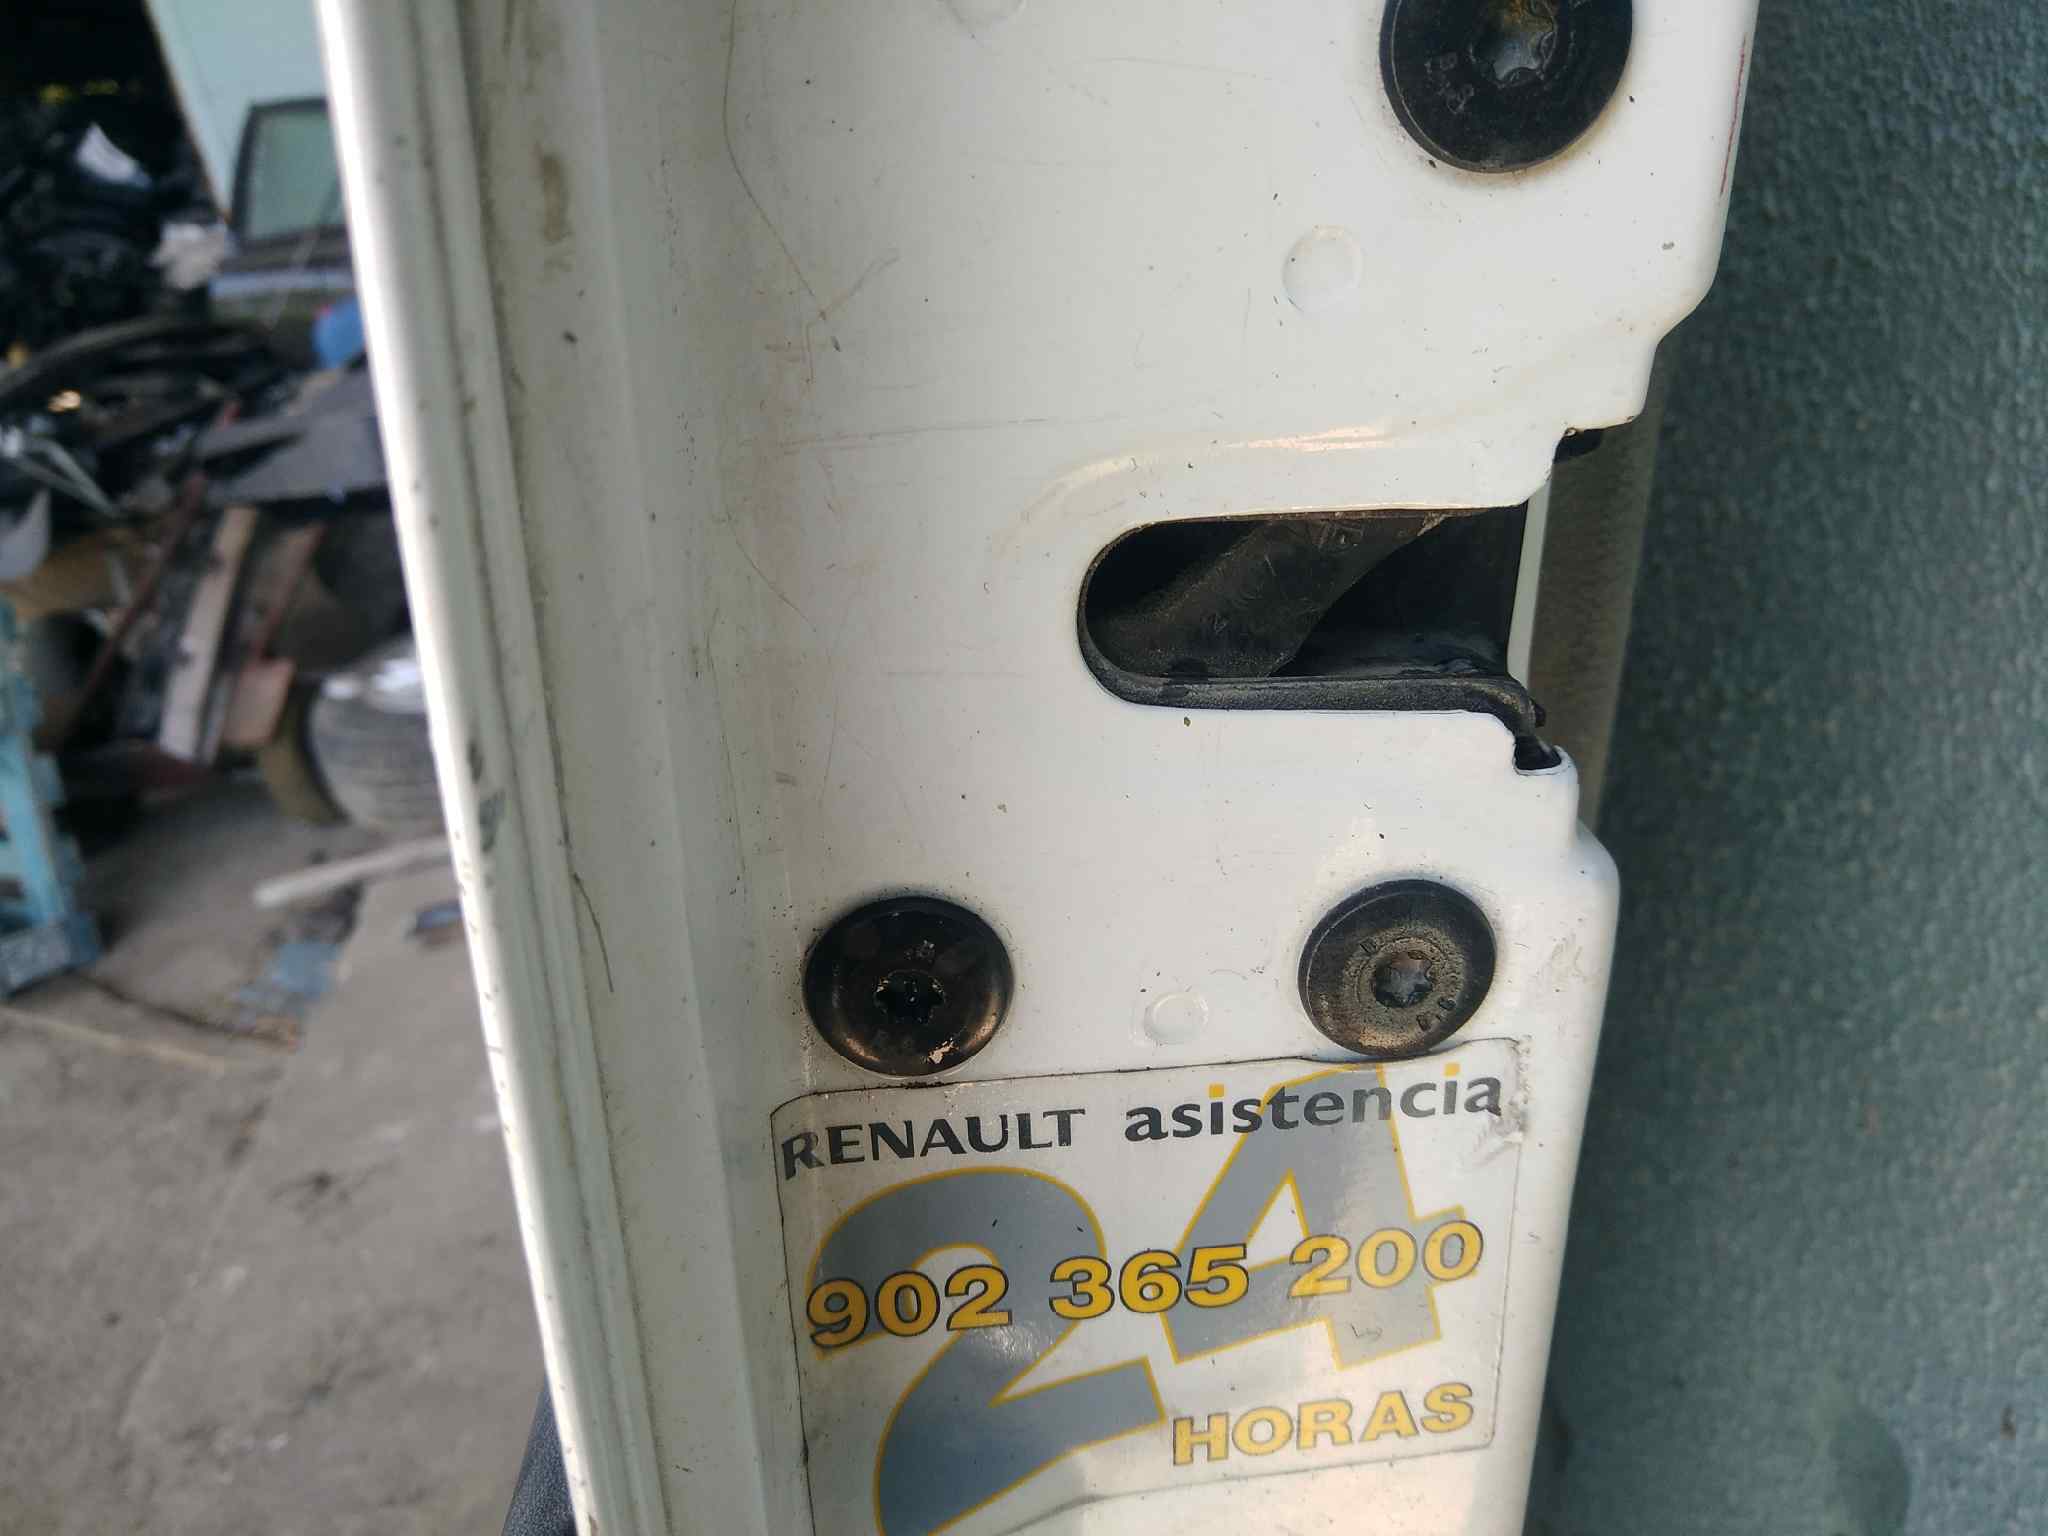 RENAULT asistencia
24
902 365 200
HORAS